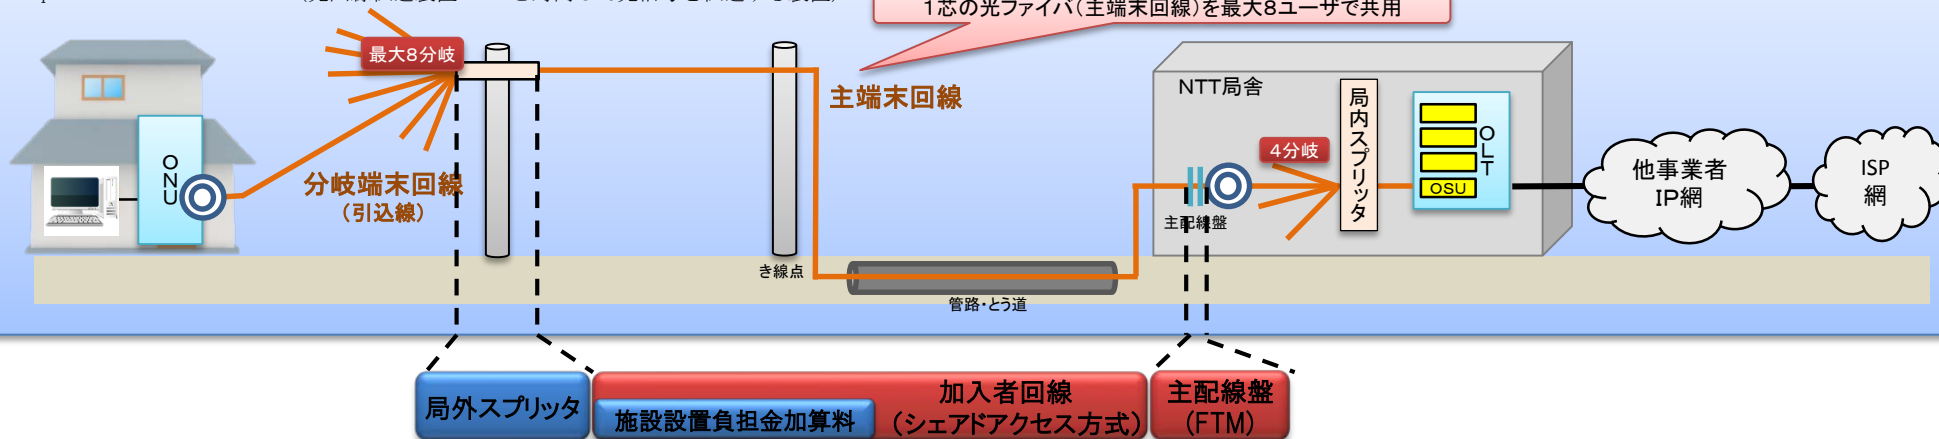 1芯の光ファイバ(主端末回線)を最大8ユーザで共用
最大8分岐
主端末回線
NTT局舎
局内スプリッタ
OLT
4分岐
OSU
ONU
分岐端末回線
(引込線)
主配線盤
他事業者
IP網
ISP
網
き線点
管路・とう道
局外スプリッタ
加入者回線
(シェアドアクセス方式)
施設設置負担金加算料
主配線盤
(FTM)